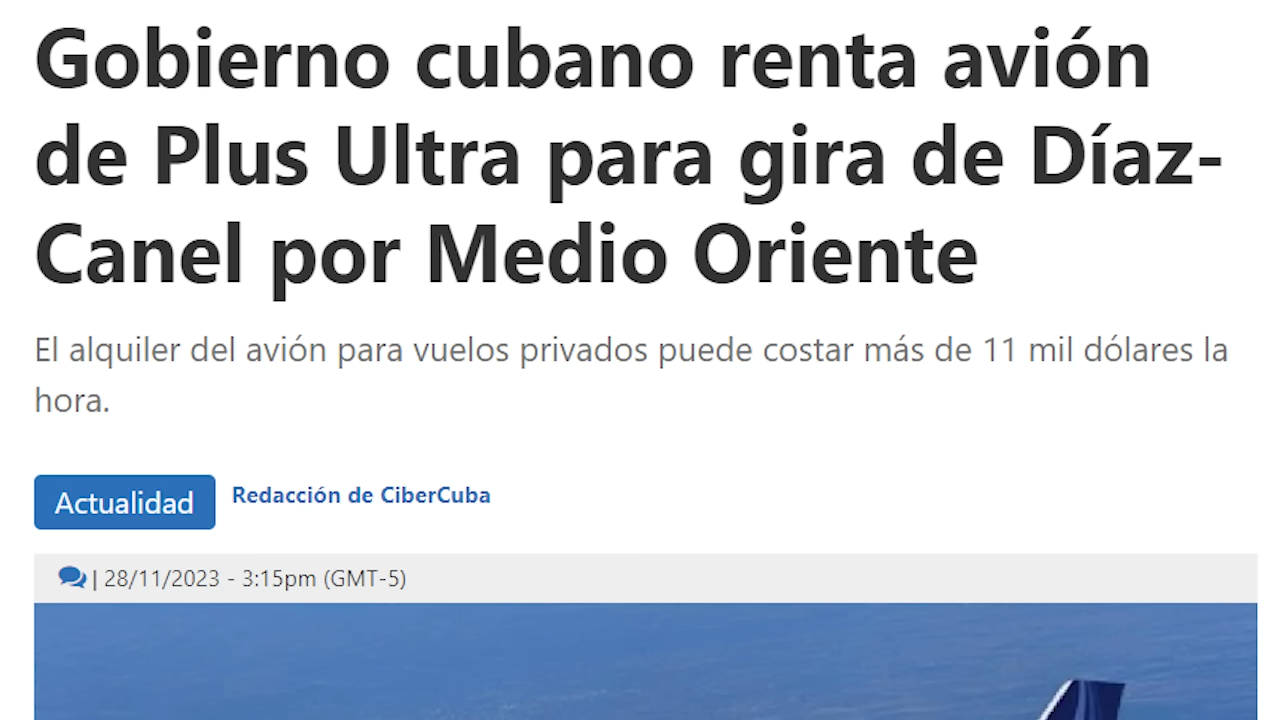 Gobierno cubano renta avión
de Plus Ultra para gira de Díaz-
Canel por Medio Oriente
El alquiler del avión para vuelos privados puede costar más de 11 mil dólares la
hora.
Actualidad
Redacción de CiberCuba
| 28/11/2023 - 3:15pm (GMT-5)